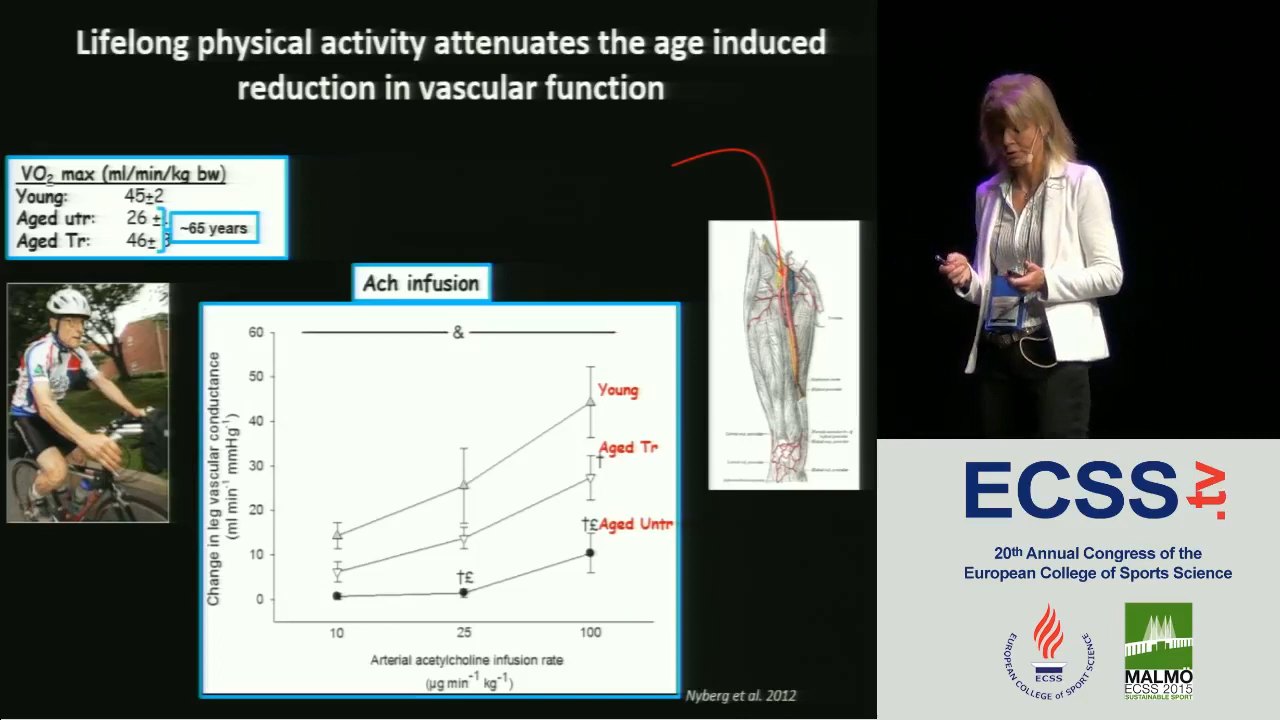 Lifelong physical activity attenuates the age induced
reduction in vascular function
VO2 max (ml/min/kg bw)
Young: 45±2
Aged utr: 26 ±
Aged Tr: 46± 3
~65 years
Ach infusion
&
60
50
40
30
20
10
0
Change in leg vascular conductance
(ml min-1 mmHg-1)
Young
Aged Tr
†
†£ Aged Untr
†£
10 25 100
Arterial acetylcholine infusion rate
(µg min-1 kg-1)
Nyberg et al. 2012
ECSS.tv
20th Annual Congress of the
European College of Sports Science
EUROPEAN COLLEGE OF SPORT SCIENCE
ECSS
MALMÖ
ECSS 2015
SUSTAINABLE SPORT